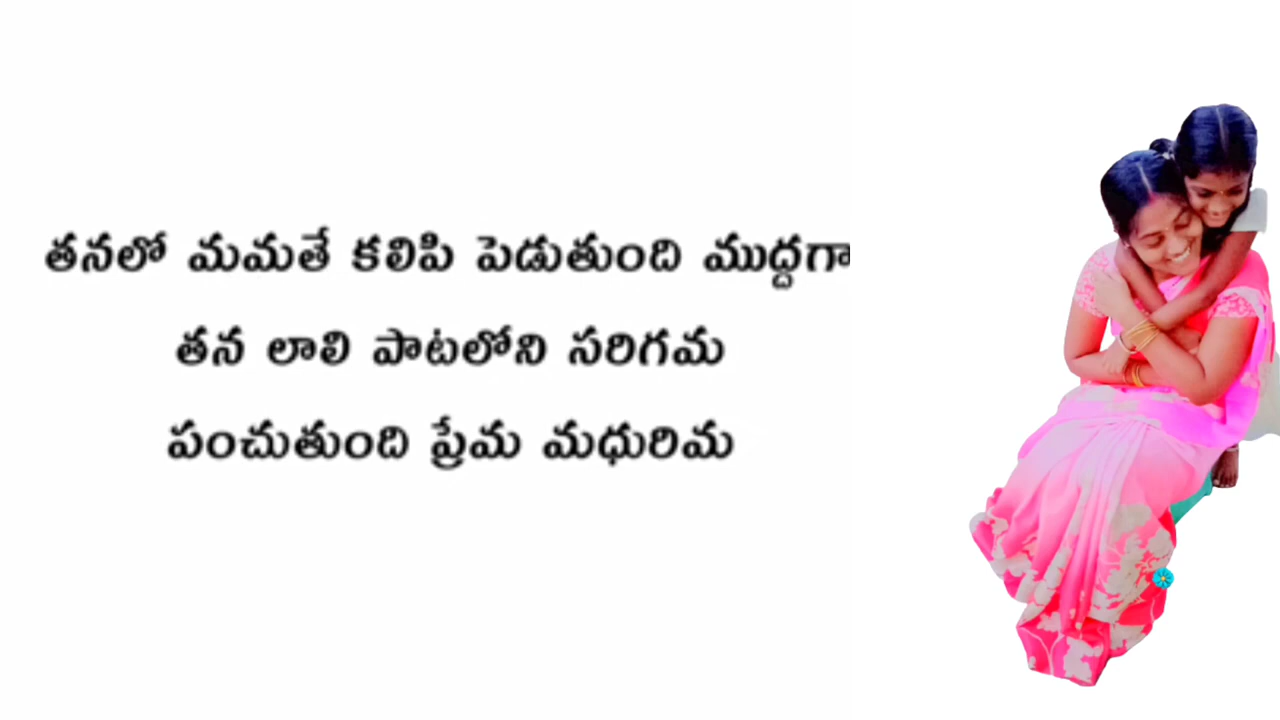 తనలో మమతే కలిపి పెడుతుంది ముద్దగా
తన లాలి పాటలోని సరిగమ
పంచుతుంది ప్రేమ మధురిమ